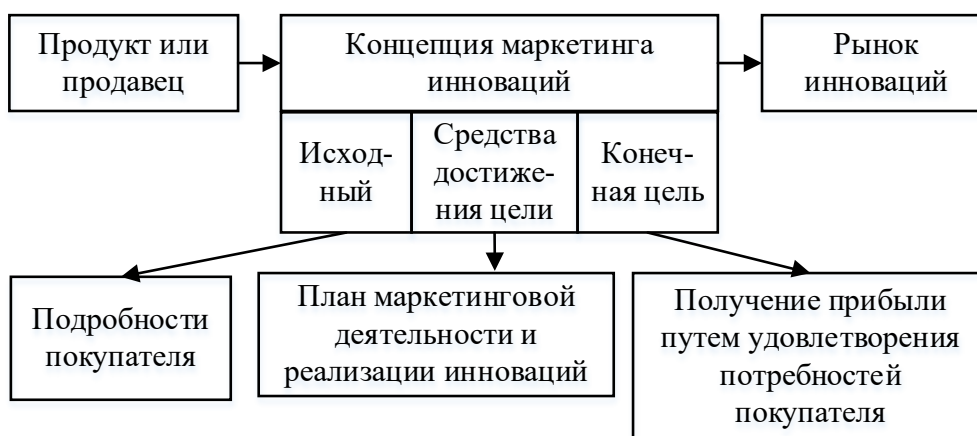 Продукт или
продавец
Концепция маркетинга
инноваций
Рынок
инноваций
Исход-
ный
Средства
достиже-
ния цели
Конеч-
ная цель
Подробности
покупателя
План маркетинговой
деятельности и
реализации инноваций
Получение прибыли
путем удовлетворения
потребностей
покупателя